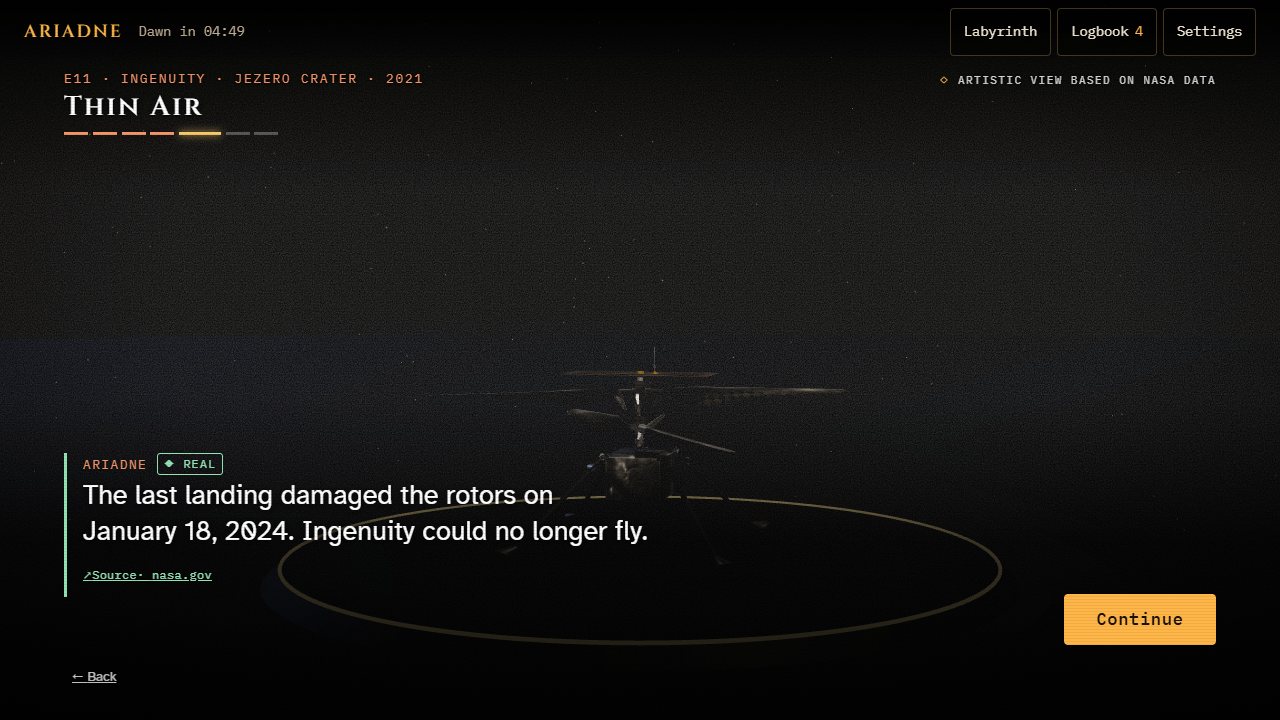 ARIADNE Dawn in 04:49 Labyrinth Logbook 4 Settings
E11 · INGENUITY · JEZERO CRATER · 2021
◇ ARTISTIC VIEW BASED ON NASA DATA
Thin Air
ARIADNE ◆ REAL
The last landing damaged the rotors on
January 18, 2024. Ingenuity could no longer fly.
↗Source· nasa.gov
Continue
← Back